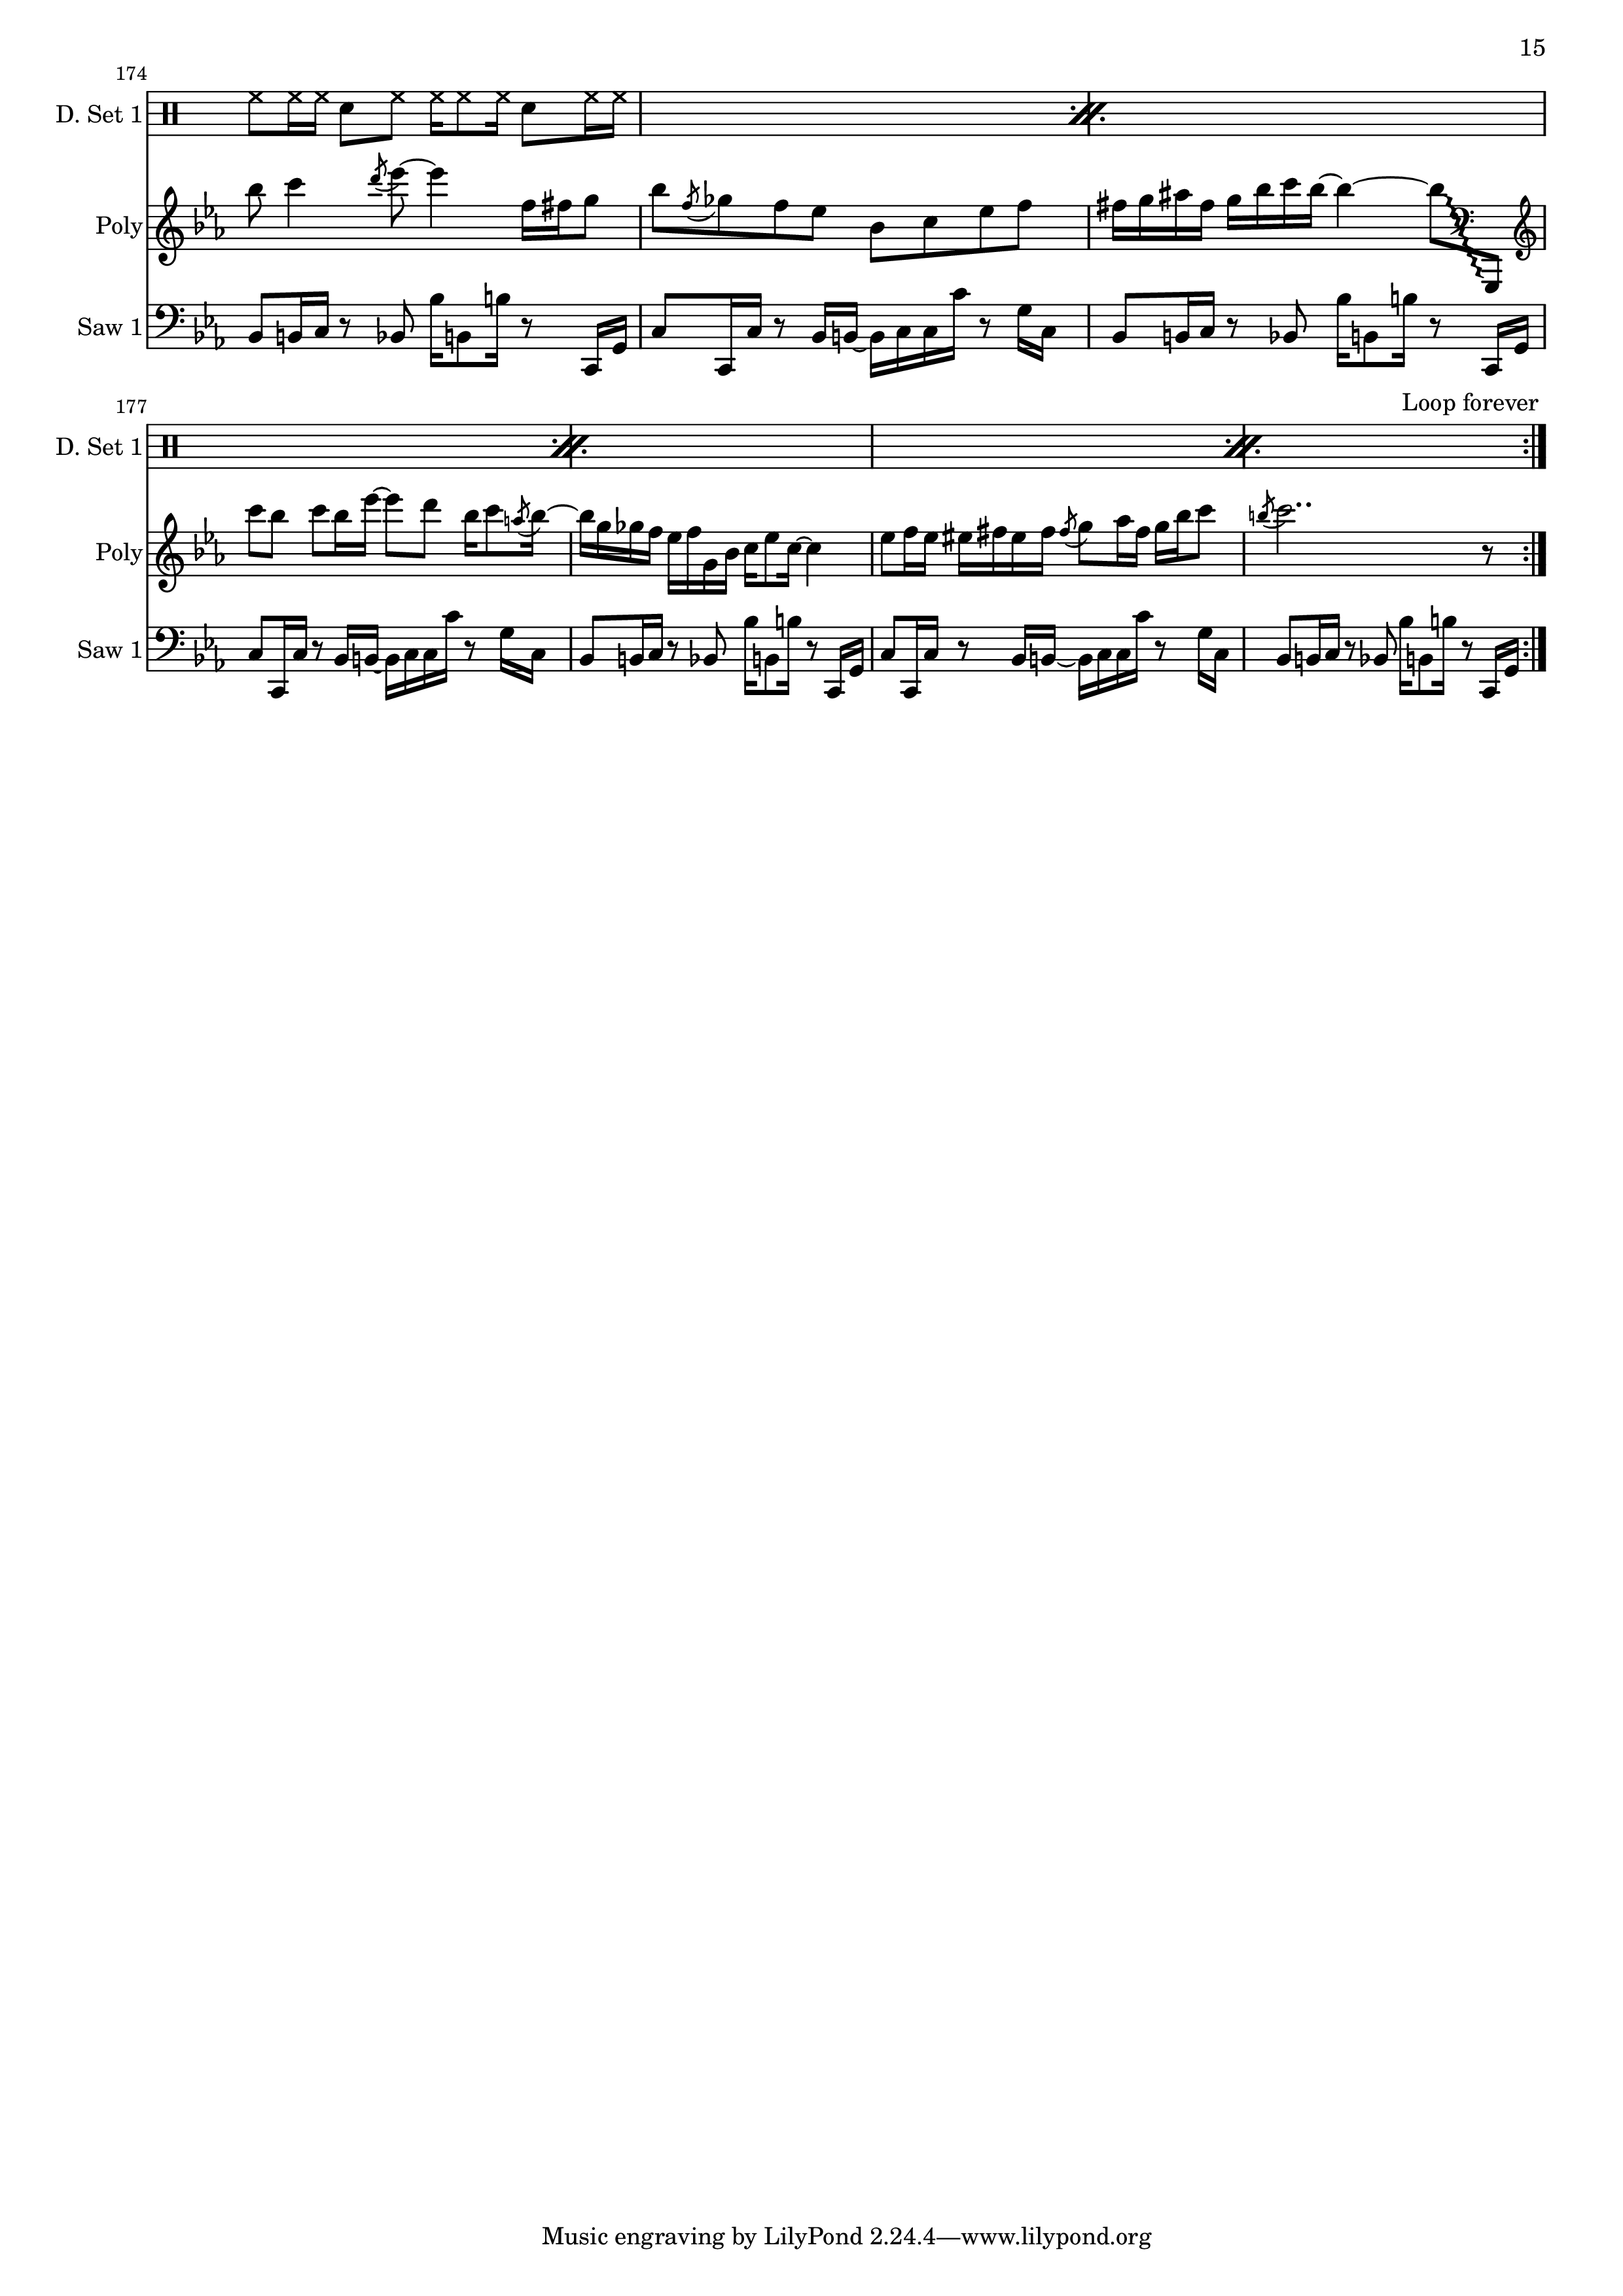 15
174
D. Set 1
Poly
Saw 1
Loop forever
177
D. Set 1
Poly
Saw 1
Music engraving by LilyPond 2.24.4—www.lilypond.org